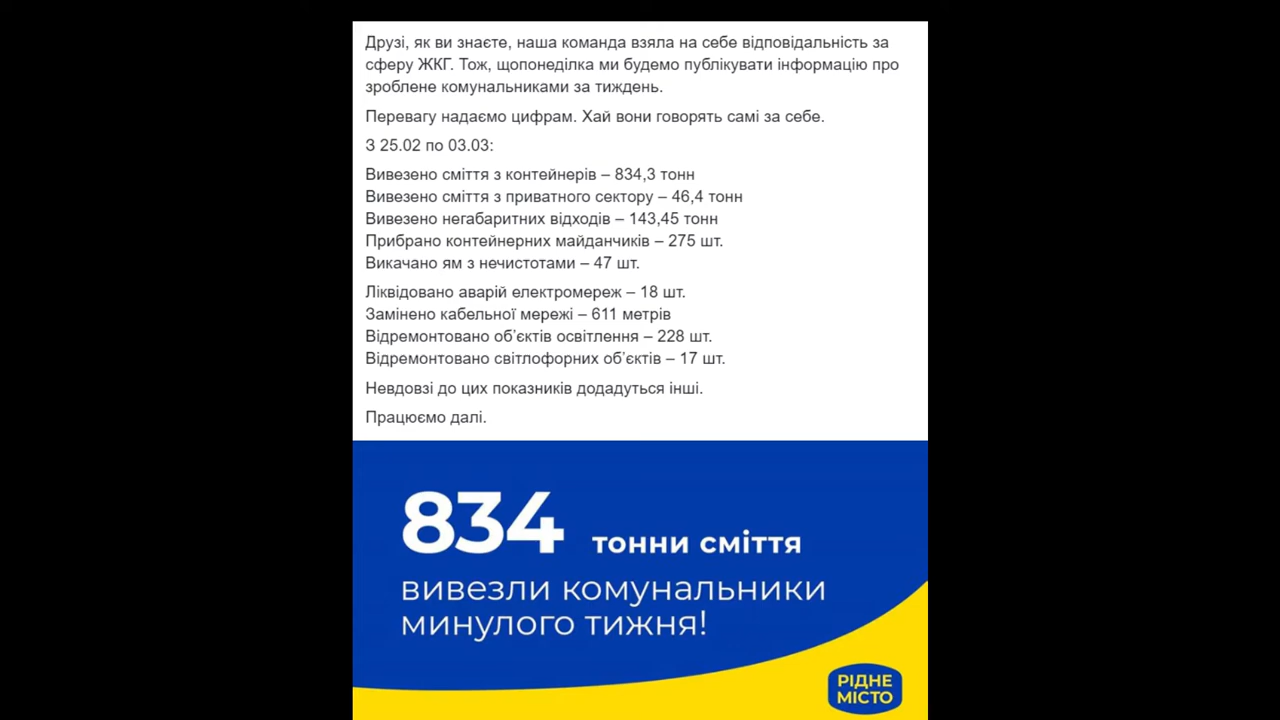 Друзі, як ви знаєте, наша команда взяла на себе відповідальність за
сферу ЖКГ. Тож, щопонеділка ми будемо публікувати інформацію про
зроблене комунальниками за тиждень.
Перевагу надаємо цифрам. Хай вони говорять самі за себе.
З 25.02 по 03.03:
Вивезено сміття з контейнерів – 834,3 тонн
Вивезено сміття з приватного сектору – 46,4 тонн
Вивезено негабаритних відходів – 143,45 тонн
Прибрано контейнерних майданчиків – 275 шт.
Викачано ям з нечистотами – 47 шт.
Ліквідовано аварій електромереж – 18 шт.
Замінено кабельної мережі – 611 метрів
Відремонтовано об’єктів освітлення – 228 шт.
Відремонтовано світлофорних об’єктів – 17 шт.
Невдовзі до цих показників додадуться інші.
Працюємо далі.
834 тонни сміття
вивезли комунальники
минулого тижня!
РІДНЕ
МІСТО